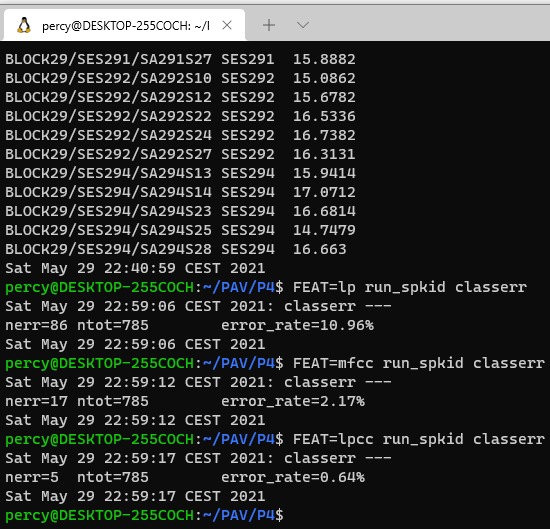 percy@DESKTOP-255COCH: ~/
BLOCK29/SES291/SA291S27 SES291  15.8882
BLOCK29/SES292/SA292S10 SES292  15.0862
BLOCK29/SES292/SA292S12 SES292  15.6782
BLOCK29/SES292/SA292S22 SES292  16.5336
BLOCK29/SES292/SA292S24 SES292  16.7382
BLOCK29/SES292/SA292S27 SES292  16.3131
BLOCK29/SES294/SA294S13 SES294  15.9414
BLOCK29/SES294/SA294S14 SES294  17.0712
BLOCK29/SES294/SA294S23 SES294  16.6814
BLOCK29/SES294/SA294S25 SES294  14.7479
BLOCK29/SES294/SA294S28 SES294  16.663
Sat May 29 22:40:59 CEST 2021
percy@DESKTOP-255COCH:~/PAV/P4$ FEAT=lp run_spkid classerr
Sat May 29 22:59:06 CEST 2021: classerr ---
nerr=86 ntot=785        error_rate=10.96%
Sat May 29 22:59:06 CEST 2021
percy@DESKTOP-255COCH:~/PAV/P4$ FEAT=mfcc run_spkid classerr
Sat May 29 22:59:12 CEST 2021: classerr ---
nerr=17 ntot=785        error_rate=2.17%
Sat May 29 22:59:12 CEST 2021
percy@DESKTOP-255COCH:~/PAV/P4$ FEAT=lpcc run_spkid classerr
Sat May 29 22:59:17 CEST 2021: classerr ---
nerr=5  ntot=785        error_rate=0.64%
Sat May 29 22:59:17 CEST 2021
percy@DESKTOP-255COCH:~/PAV/P4$